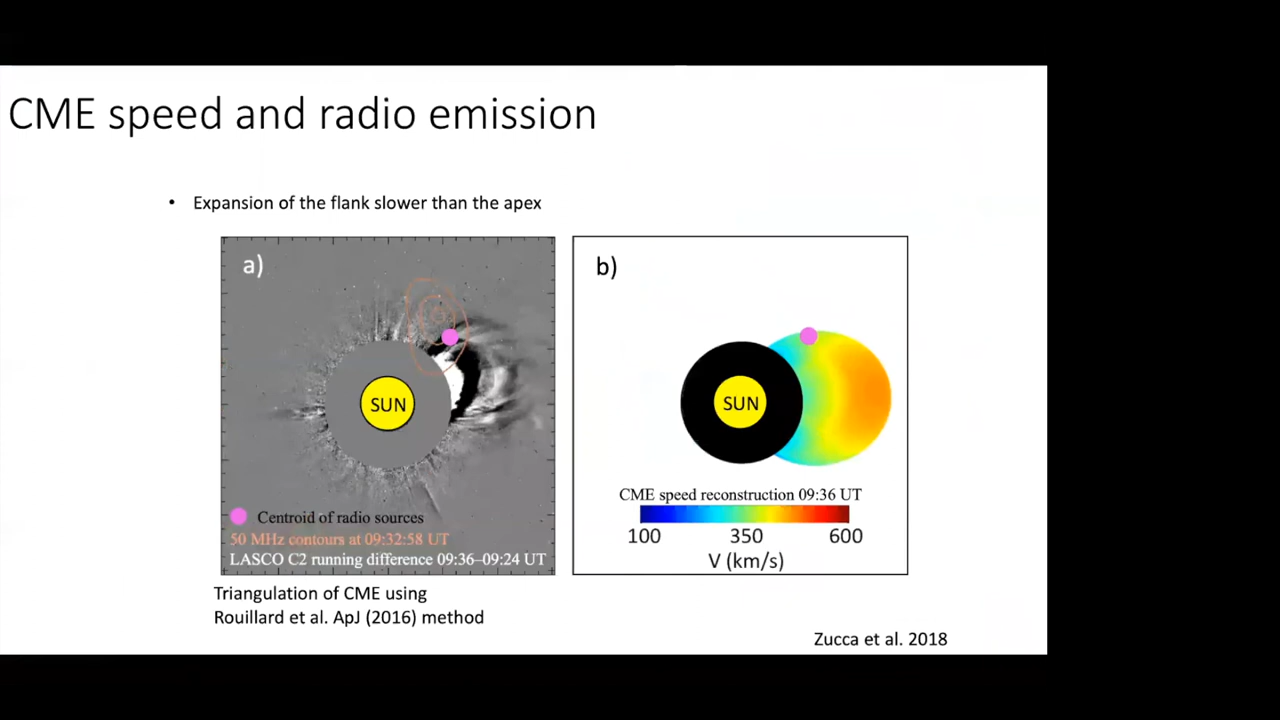 CME speed and radio emission
• Expansion of the flank slower than the apex
a)
SUN
Centroid of radio sources
50 MHz contours at 09:32:58 UT
LASCO C2 running difference 09:36–09:24 UT
b)
SUN
CME speed reconstruction 09:36 UT
100 350 600
V (km/s)
Triangulation of CME using
Rouillard et al. ApJ (2016) method
Zucca et al. 2018